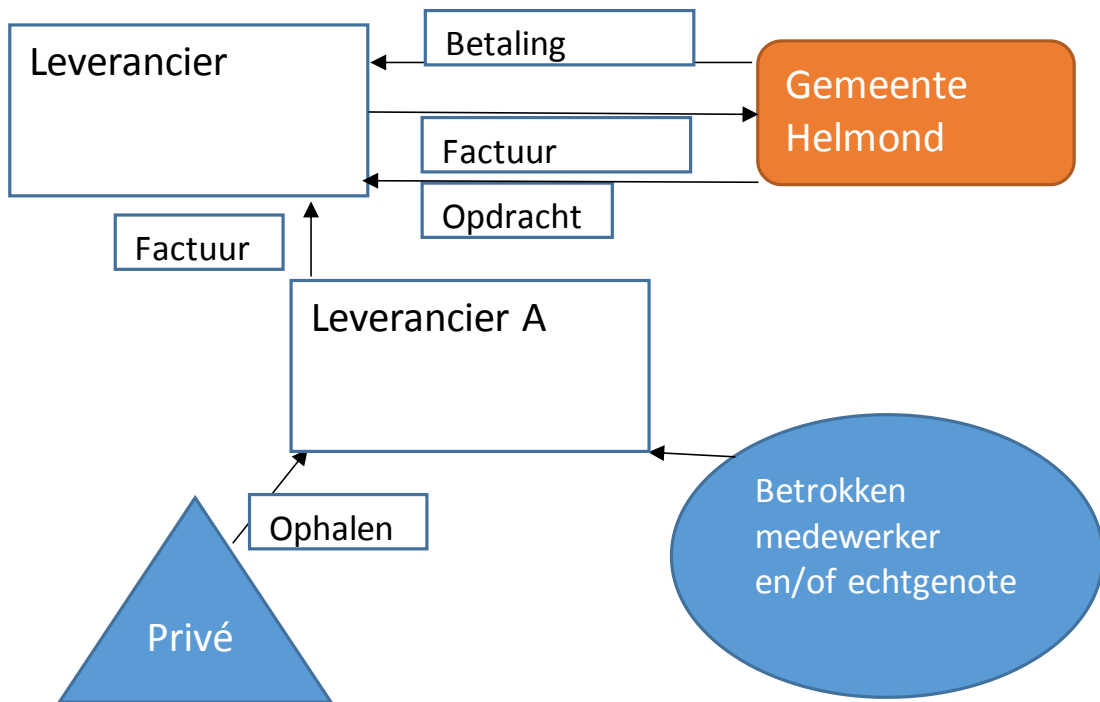 Leverancier
Betaling
Gemeente
Helmond
Factuur
Opdracht
Factuur
Leverancier A
Ophalen
Betrokken
medewerker
en/of echtgenote
Privé